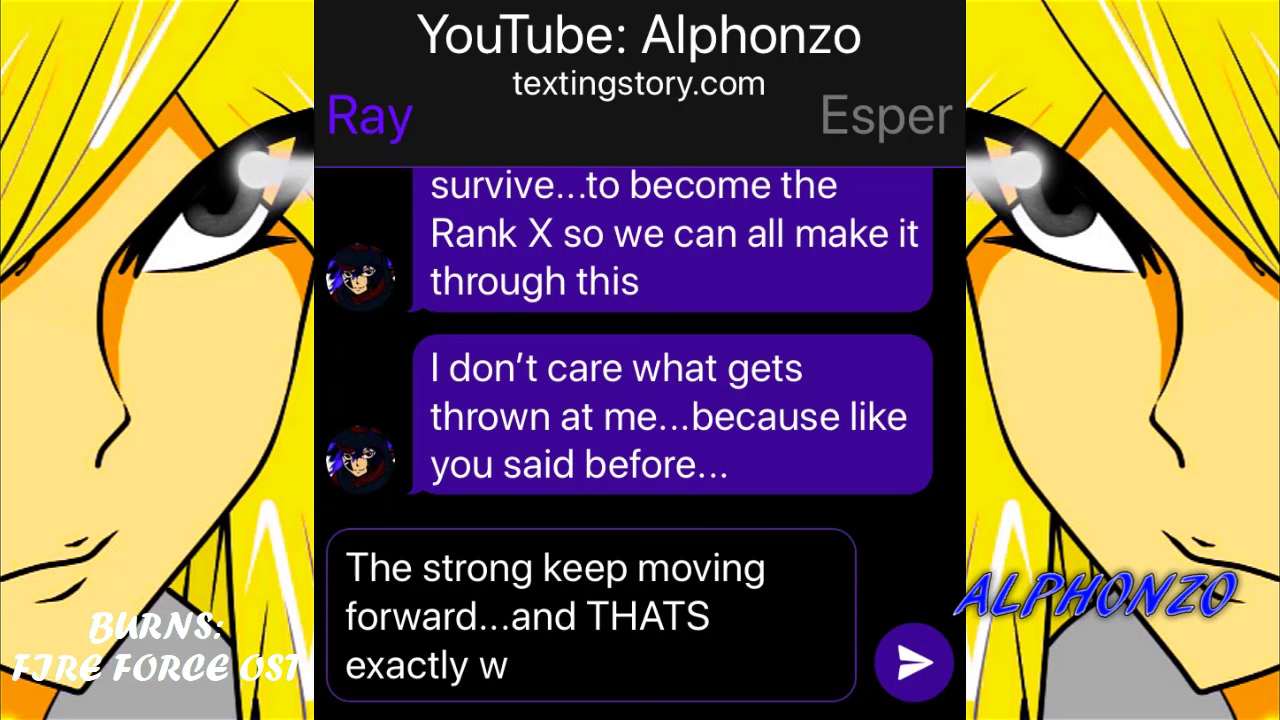 YouTube: Alphonzo
textingstory.com
Ray
Esper
survive...to become the
Rank X so we can all make it
through this
I don’t care what gets
thrown at me...because like
you said before...
The strong keep moving
forward...and THATS
exactly w
BURNS:
FIRE FORCE OST
ALPHONZO